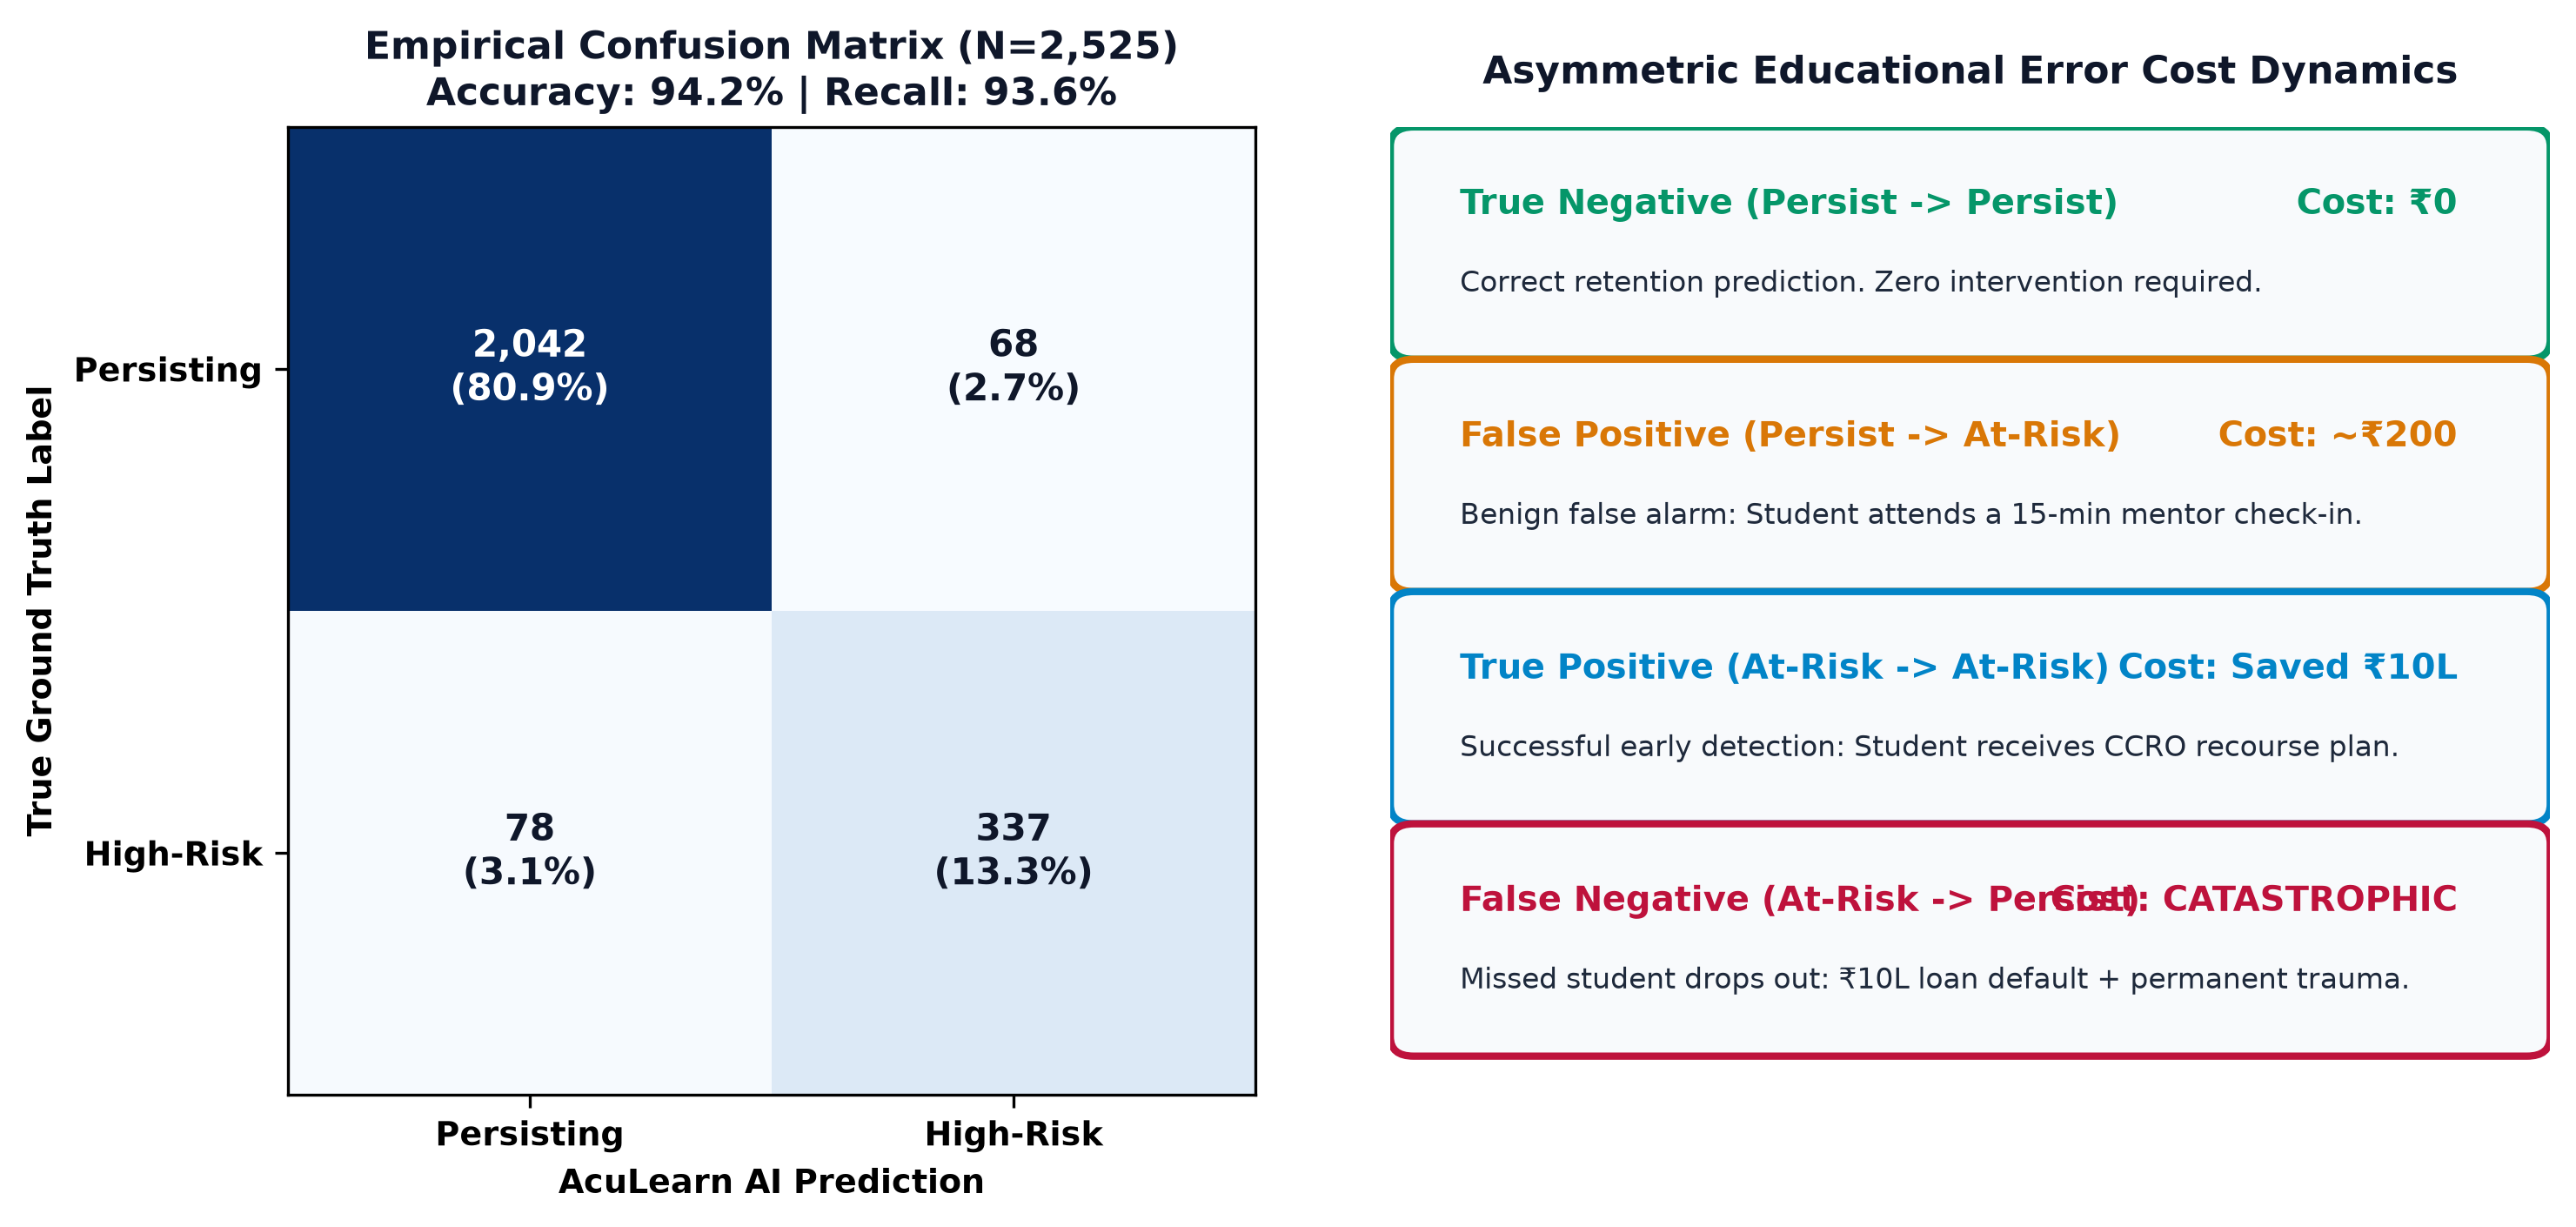 Empirical Confusion Matrix (N=2,525)
Accuracy: 94.2% | Recall: 93.6%
True Ground Truth Label
Persisting
2,042
(80.9%)
68
(2.7%)
High-Risk
78
(3.1%)
337
(13.3%)
Persisting
High-Risk
AcuLearn AI Prediction
Asymmetric Educational Error Cost Dynamics
True Negative (Persist -> Persist) Cost: ₹0
Correct retention prediction. Zero intervention required.
False Positive (Persist -> At-Risk) Cost: ~₹200
Benign false alarm: Student attends a 15-min mentor check-in.
True Positive (At-Risk -> At-Risk) Cost: Saved ₹10L
Successful early detection: Student receives CCRO recourse plan.
False Negative (At-Risk -> Persist) Cost: CATASTROPHIC
Missed student drops out: ₹10L loan default + permanent trauma.